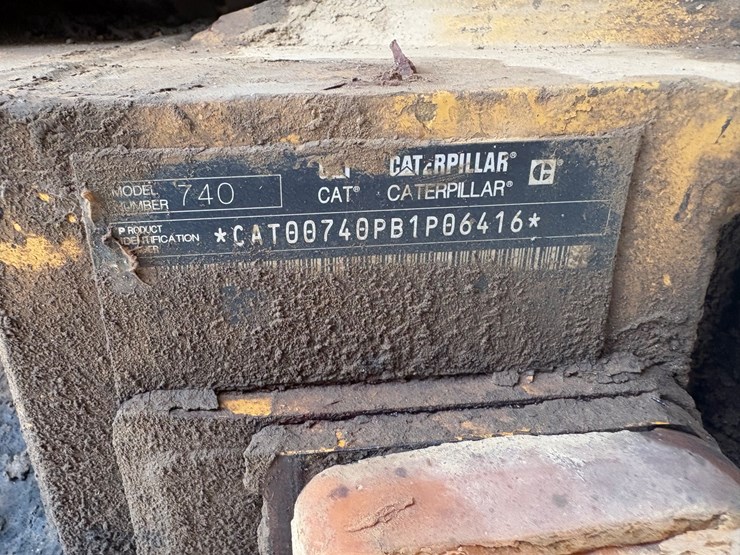 CATERPILLAR®
MODEL
NUMBER 740
CAT® CATERPILLAR®
PRODUCT
IDENTIFICATION *CAT00740PB1P06416*